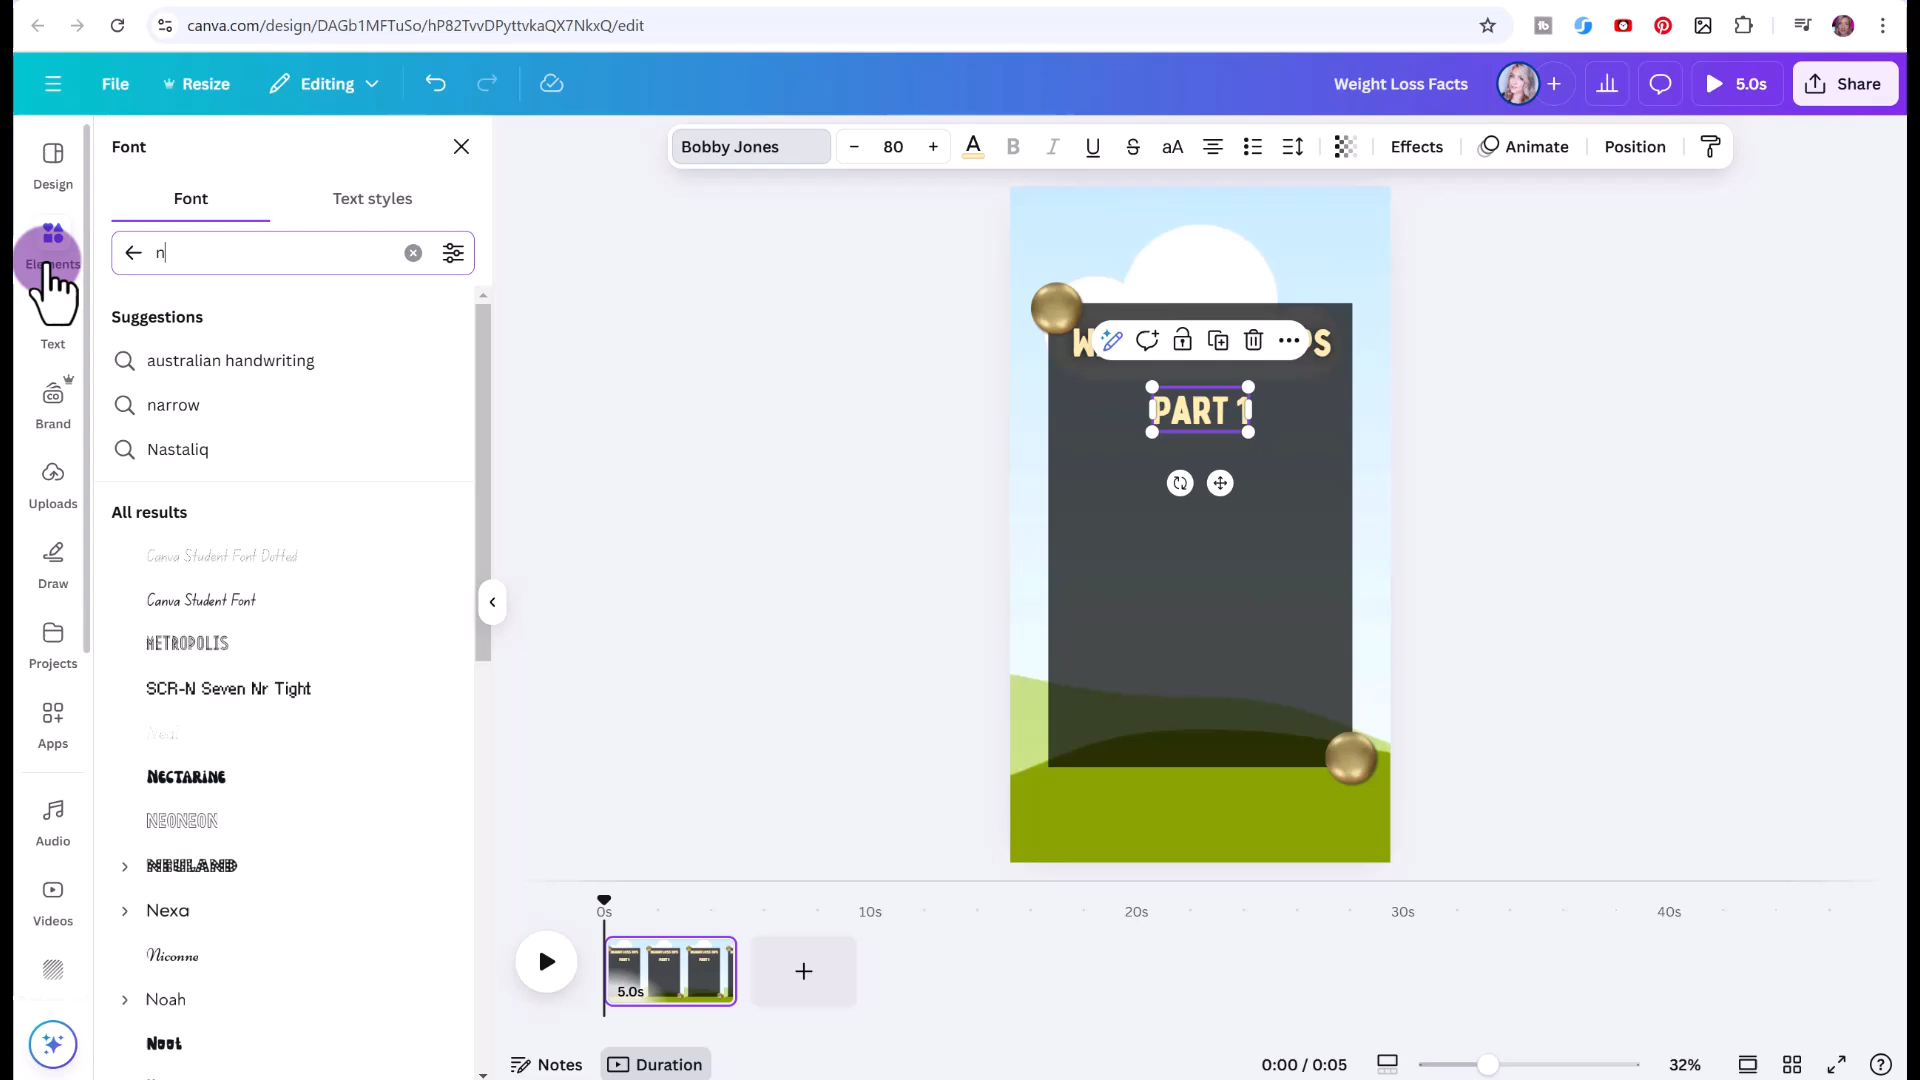 canva.com/design/DAGb1MFTuSo/hP82TvvDPyttvkaQX7NkxQ/edit
File
Resize
Editing
Weight Loss Facts
5.0s
Share
Design
Elements
Text
Brand
Uploads
Draw
Projects
Apps
Audio
Videos
Font
Font
Text styles
n
Suggestions
australian handwriting
narrow
Nastaliq
All results
Canva Student Font Dotted
Canva Student Font
METROPOLIS
SCR-N Seven Nr Tight
Nectarine
NEONEON
NEULAND
Nexa
Niconne
Noah
Noot
Bobby Jones
80
aA
Effects
Animate
Position
PART 1
0s
10s
20s
30s
40s
5.0s
Notes
Duration
0:00 / 0:05
32%